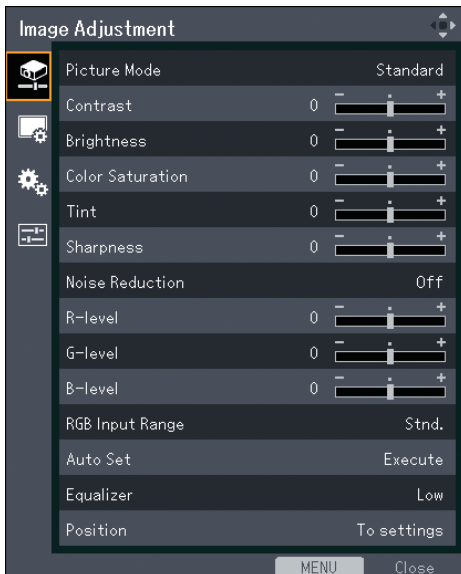 Image Adjustment
Picture Mode Standard
Contrast 0 - +
Brightness 0 - +
Color Saturation 0 - +
Tint 0 - +
Sharpness 0 - +
Noise Reduction Off
R-level 0 - +
G-level 0 - +
B-level 0 - +
RGB Input Range Stnd.
Auto Set Execute
Equalizer Low
Position To settings
MENU Close